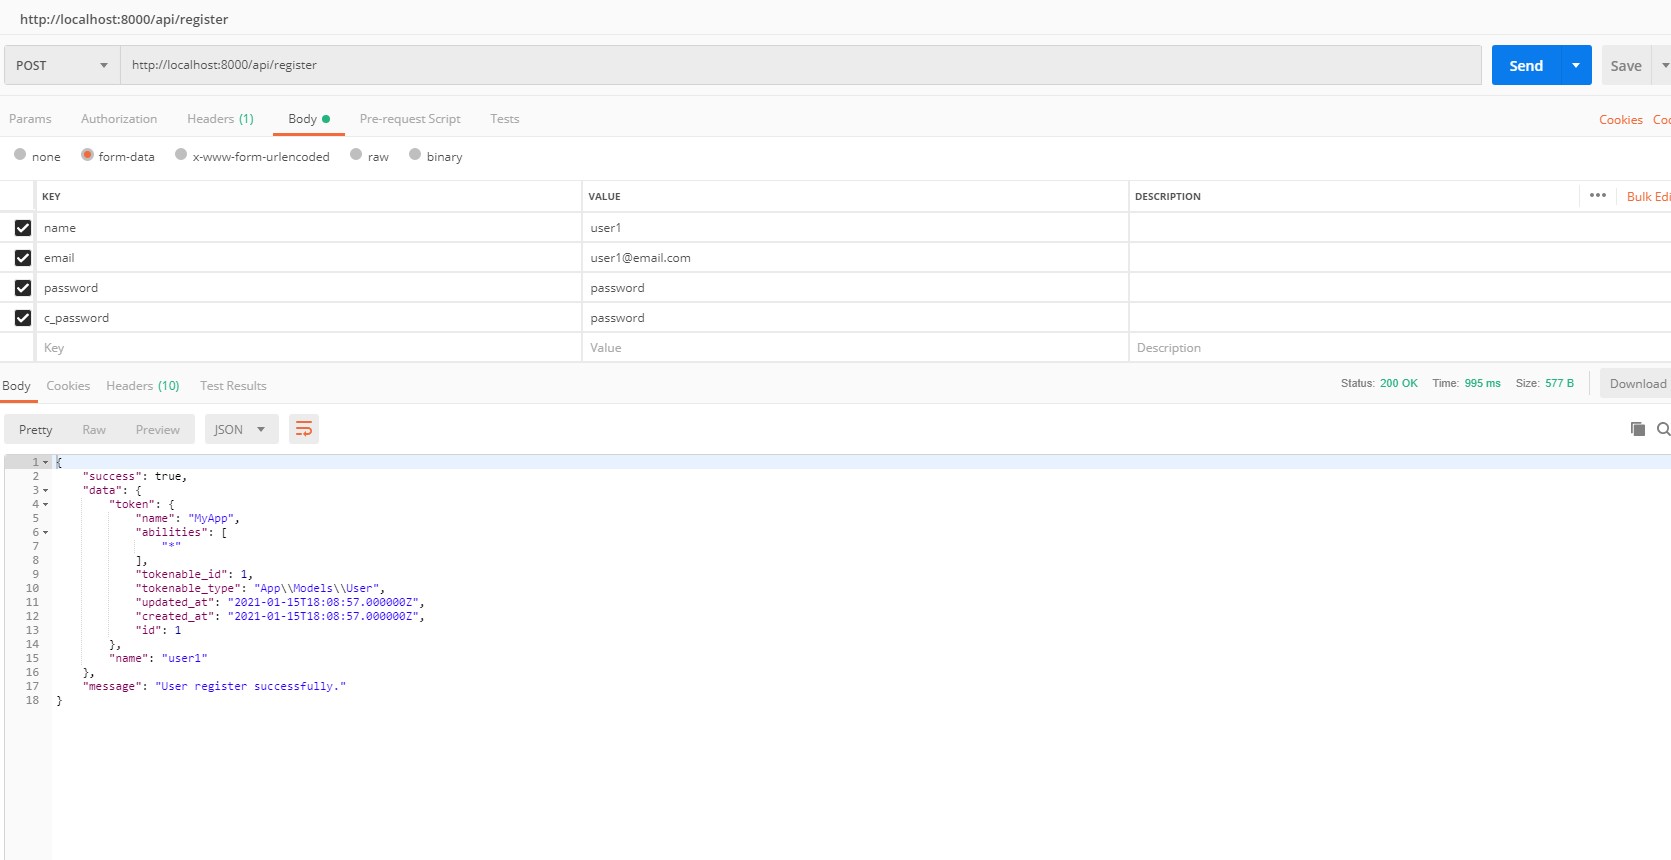 http://localhost:8000/api/register
POST http://localhost:8000/api/register Send Save
Params Authorization Headers (1) Body Pre-request Script Tests Cookies
none form-data x-www-form-urlencoded raw binary
KEY VALUE DESCRIPTION ••• Bulk Edi
name user1
email user1@email.com
password password
c_password password
Key Value Description
Body Cookies Headers (10) Test Results Status: 200 OK Time: 995 ms Size: 577 B Download
Pretty Raw Preview JSON
1 {
2 "success": true,
3 "data": {
4 "token": {
5 "name": "MyApp",
6 "abilities": [
7 "*"
8 ],
9 "tokenable_id": 1,
10 "tokenable_type": "App\\Models\\User",
11 "updated_at": "2021-01-15T18:08:57.000000Z",
12 "created_at": "2021-01-15T18:08:57.000000Z",
13 "id": 1
14 },
15 "name": "user1"
16 },
17 "message": "User register successfully."
18 }